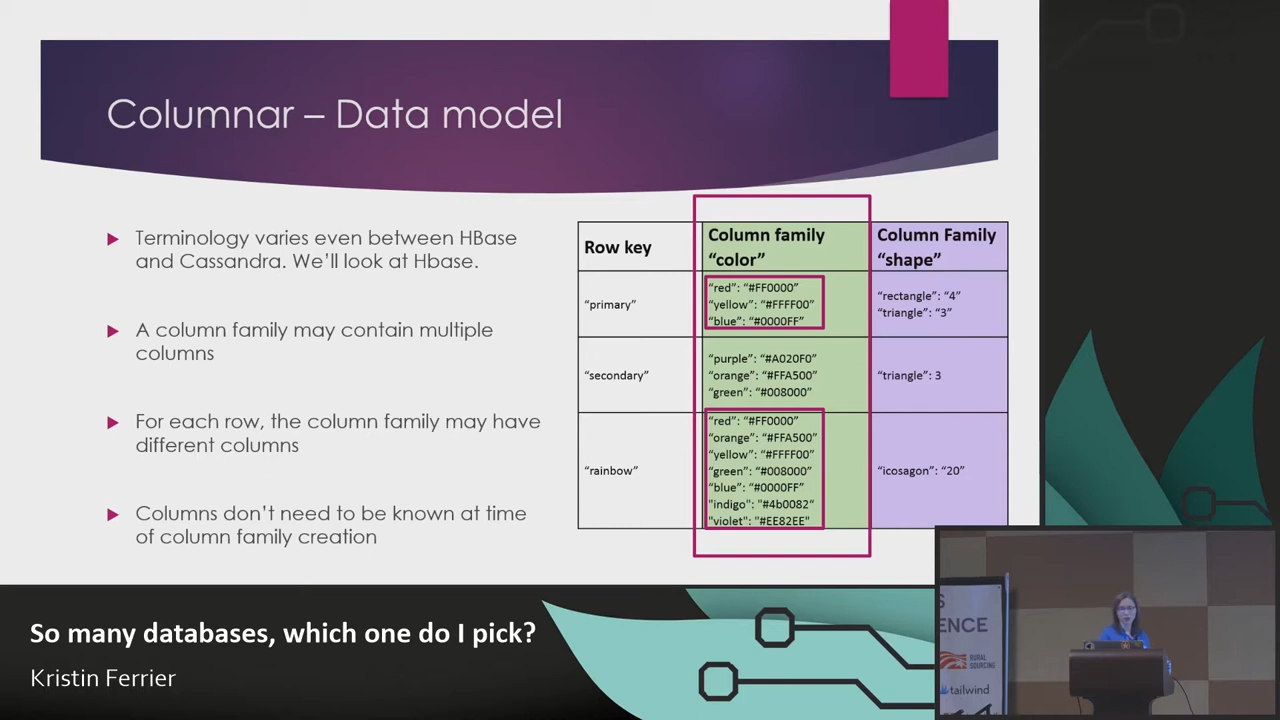 Columnar – Data model
Terminology varies even between HBase
and Cassandra. We'll look at Hbase.
A column family may contain multiple
columns
For each row, the column family may have
different columns
Columns don't need to be known at time
of column family creation
Row key
Column family
“color”
Column Family
“shape”
“primary”
“red”: “#FF0000”
“yellow”: “#FFFF00”
“blue”: “#0000FF”
“rectangle”: “4”
“triangle”: “3”
“secondary”
“purple”: “#A020F0”
“orange”: “#FFA500”
“green”: “#008000”
“triangle”: 3
“rainbow”
“red”: “#FF0000”
“orange”: “#FFA500”
“yellow”: “#FFFF00”
“green”: “#008000”
“blue”: “#0000FF”
"indigo": "#4b0082”
"violet": "#EE82EE"
“icosagon”: “20”
So many databases, which one do I pick?
Kristin Ferrier
S
ENCE
RURAL
SOURCING
tailwind